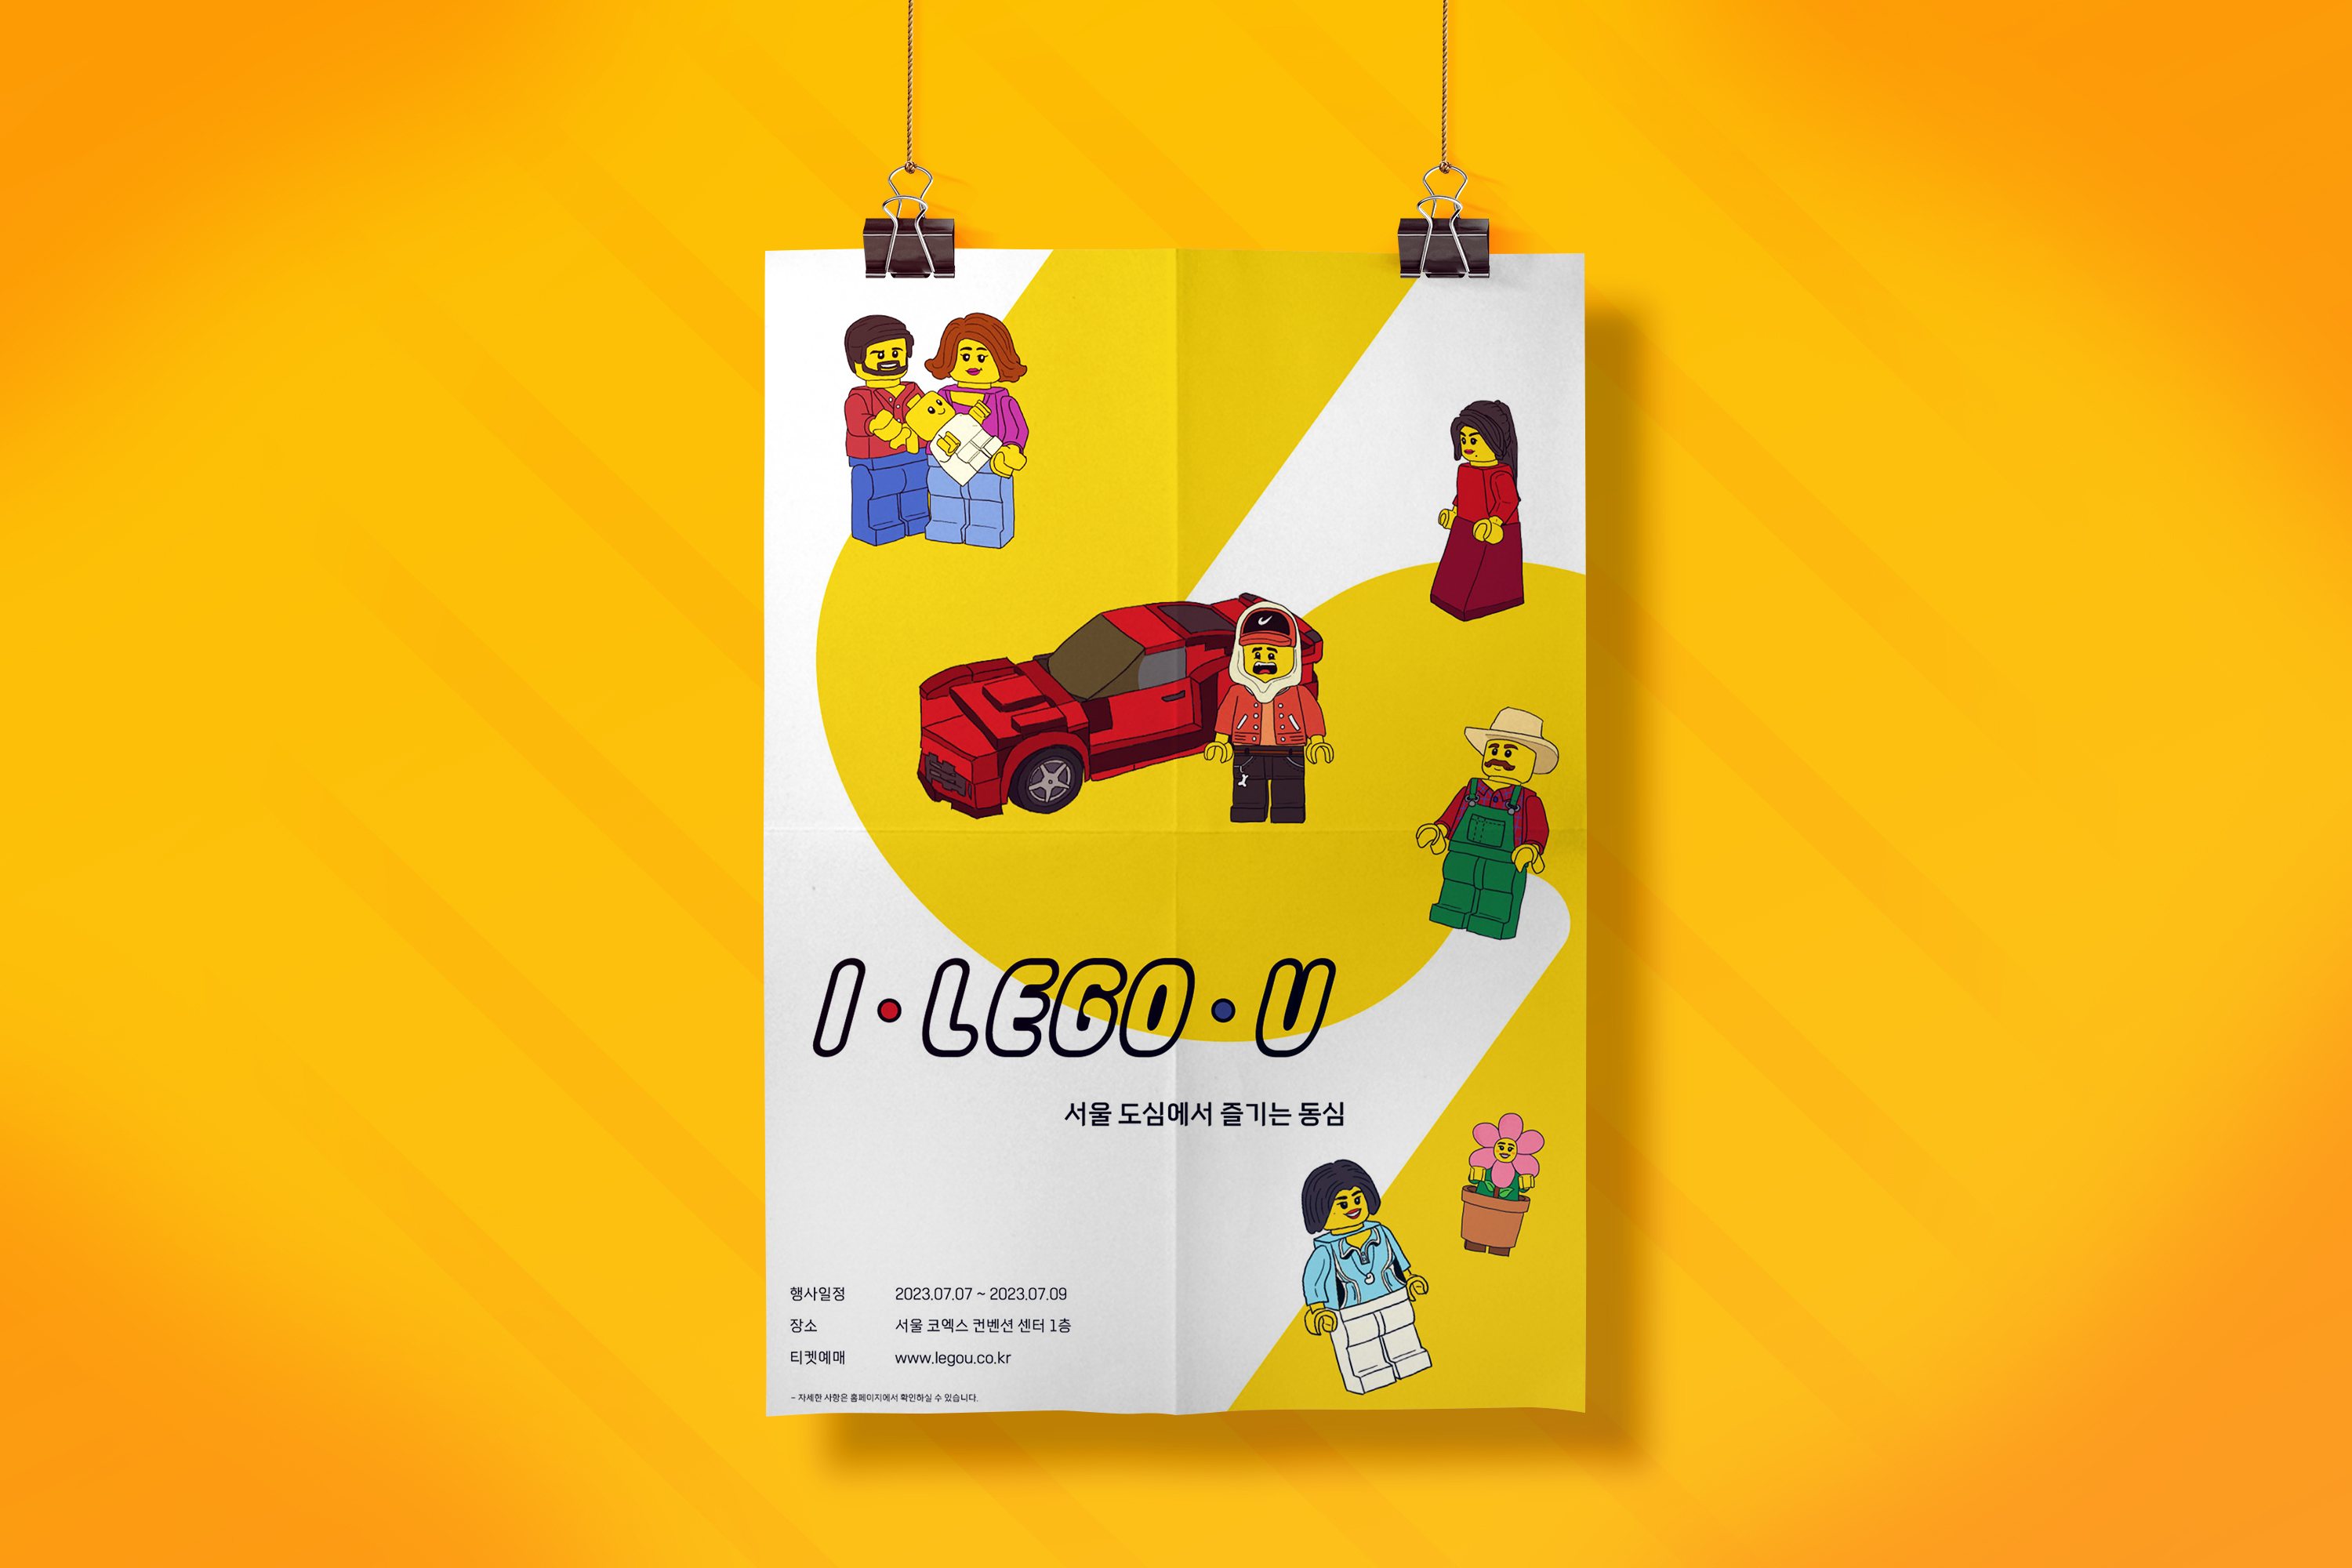 I·LEGO·U
서울 도심에서 즐기는 동심
행사일정 2023.07.07 ~ 2023.07.09
장소 서울 코엑스 컨벤션 센터 1층
티켓예매 www.legou.co.kr
- 자세한 사항은 홈페이지에서 확인하실 수 있습니다.